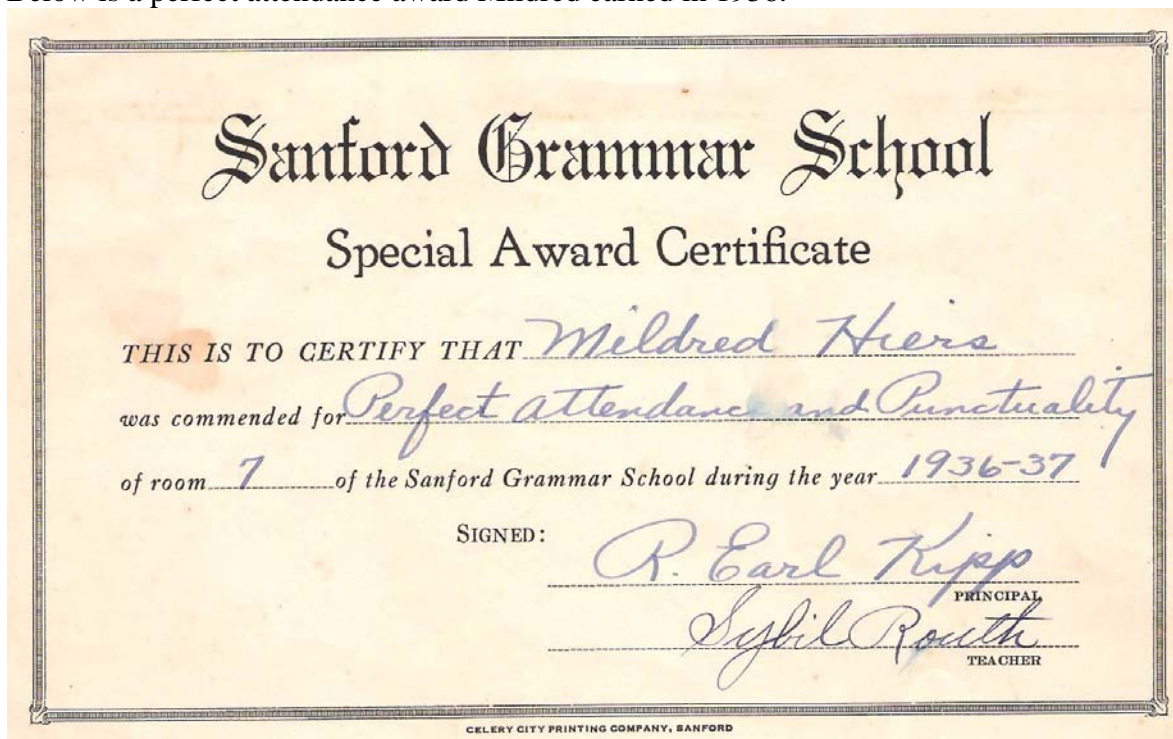 Below is a perfect attendance award Mildred earned in 1936.
Sanford Grammar School
Special Award Certificate
THIS IS TO CERTIFY THAT Mildred Hiers
was commended for Perfect Attendance and Punctuality
of room 7 of the Sanford Grammar School during the year 1936-37
SIGNED:
R. Earl Kipp
PRINCIPAL
Sybil Routh
TEACHER
CELERY CITY PRINTING COMPANY, SANFORD